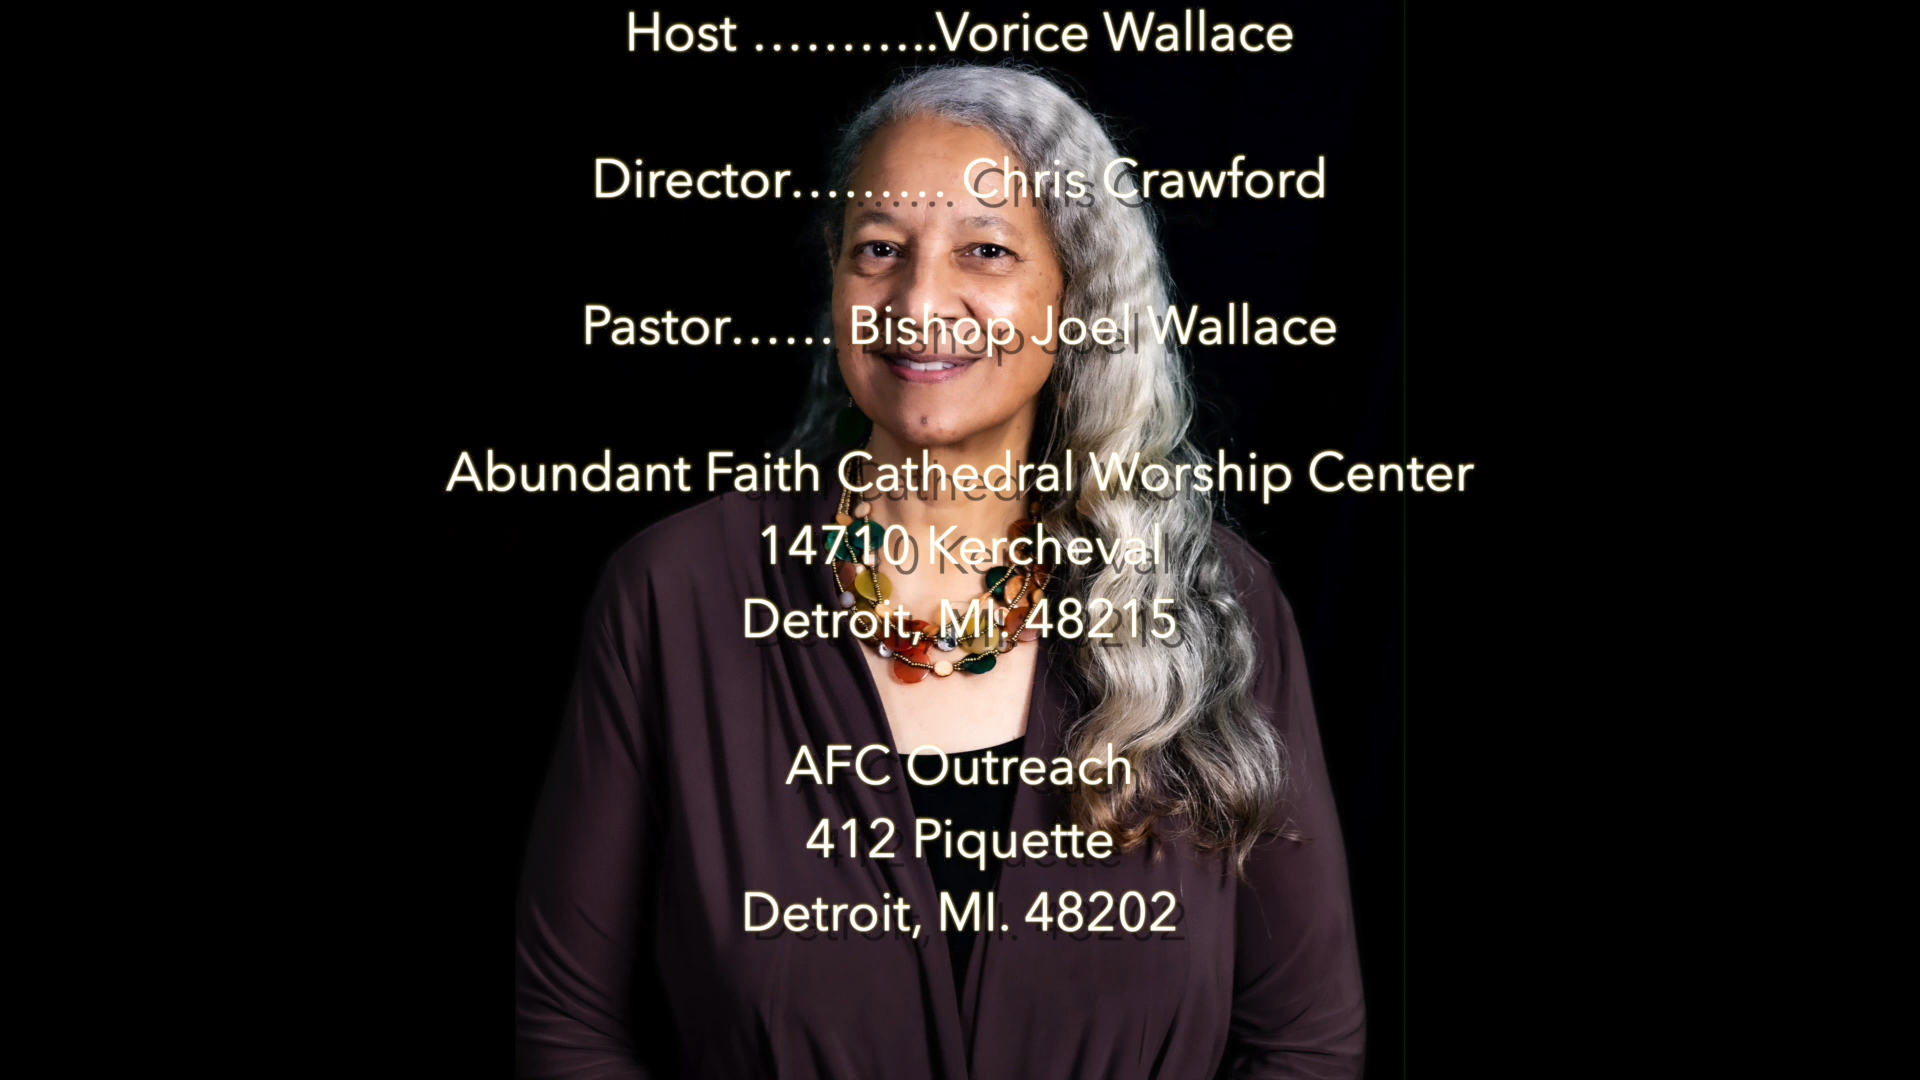 Host ………..Vorice Wallace
Director……… Chris Crawford
Pastor…… Bishop Joel Wallace
Abundant Faith Cathedral Worship Center
14710 Kercheval
Detroit, MI. 48215
AFC Outreach
412 Piquette
Detroit, MI. 48202